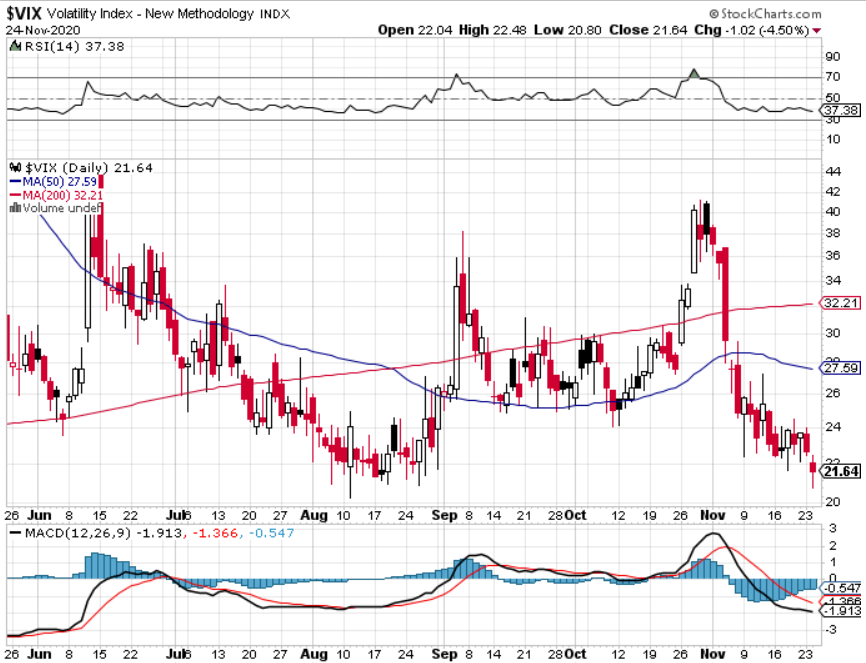 $VIX Volatility Index - New Methodology INDX
© StockCharts.com
24-Nov-2020
Open 22.04 High 22.48 Low 20.80 Close 21.64 Chg -1.02 (-4.50%)
RSI(14) 37.38
90
70
50
37.38
30
10
$VIX (Daily) 21.64
MA(50) 27.59
MA(200) 32.21
Volume undef
44
42
40
38
36
34
32.21
32
30
28
27.59
26
24
22
21.64
20
26 Jun 8 15 22 Jul 6 13 20 27 Aug 10 17 24 Sep 8 14 21 28 Oct 12 19 26 Nov 9 16 23
MACD(12,26,9) -1.913, -1.366, -0.547
3
2
1
0
-0.547
-1.366
-1.913
-3
26 Jun 8 15 22 Jul 6 13 20 27 Aug 10 17 24 Sep 8 14 21 28 Oct 12 19 26 Nov 9 16 23